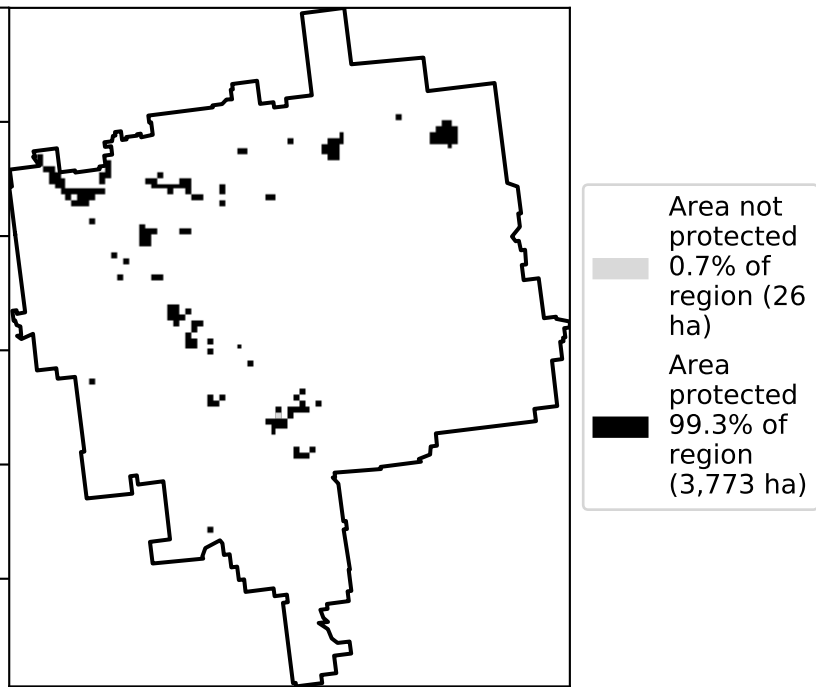 Area not
protected
0.7% of
region (26
ha)
Area
protected
99.3% of
region
(3,773 ha)